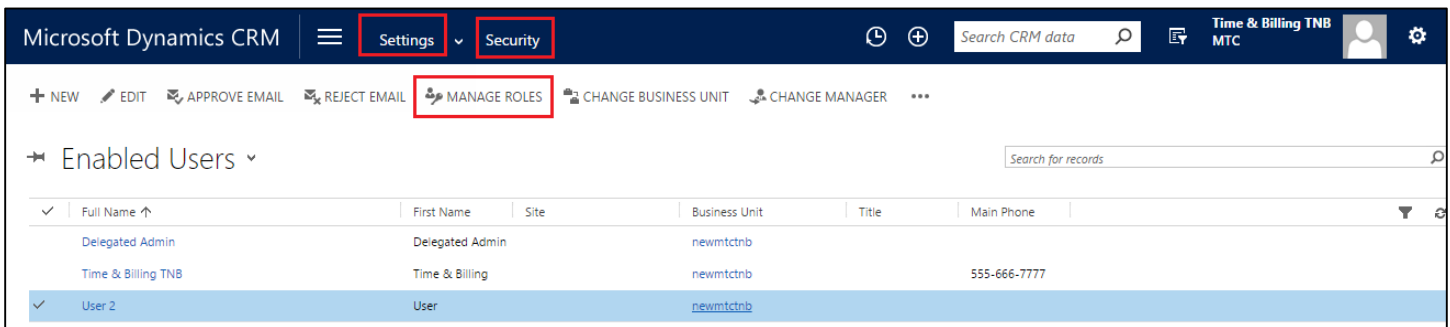 Microsoft Dynamics CRM Settings Security Search CRM data Time & Billing TNB
MTC
NEW EDIT APPROVE EMAIL REJECT EMAIL MANAGE ROLES CHANGE BUSINESS UNIT CHANGE MANAGER •••
Enabled Users
Search for records
Full Name First Name Site Business Unit Title Main Phone
Delegated Admin Delegated Admin newmtctnb
Time & Billing TNB Time & Billing newmtctnb 555-666-7777
User 2 User newmtctnb